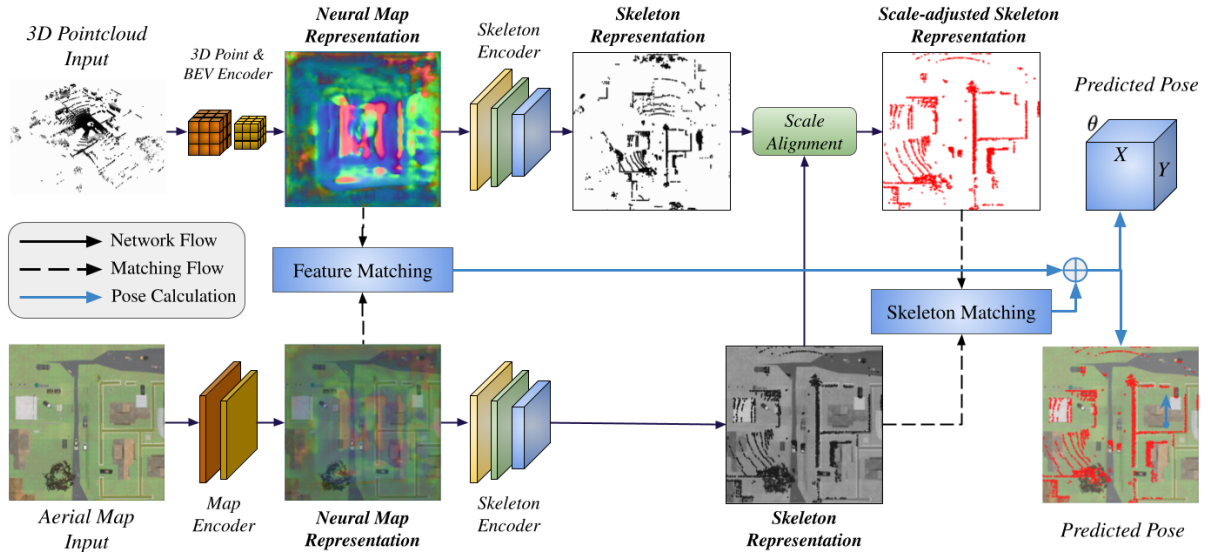 3D Pointcloud
Input
3D Point &
BEV Encoder
Neural Map
Representation
Skeleton
Encoder
Skeleton
Representation
Scale
Alignment
Scale-adjusted Skeleton
Representation
Predicted Pose
θ
X
Y
Network Flow
Matching Flow
Pose Calculation
Feature Matching
Skeleton Matching
Aerial Map
Input
Map
Encoder
Neural Map
Representation
Skeleton
Encoder
Skeleton
Representation
Predicted Pose